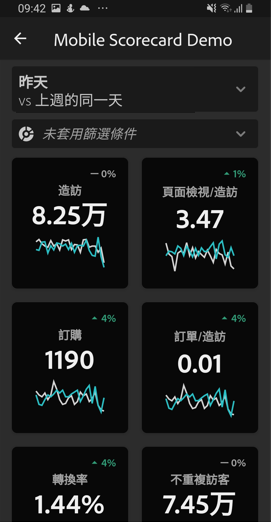 09:42
Mobile Scorecard Demo
昨天
vs 上週的同一天
未套用篩選條件
0%
造訪
8.25万
1%
頁面檢視/造訪
3.47
4%
訂購
1190
4%
訂單/造訪
0.01
4%
轉換率
1.44%
0%
不重複訪客
7.45万